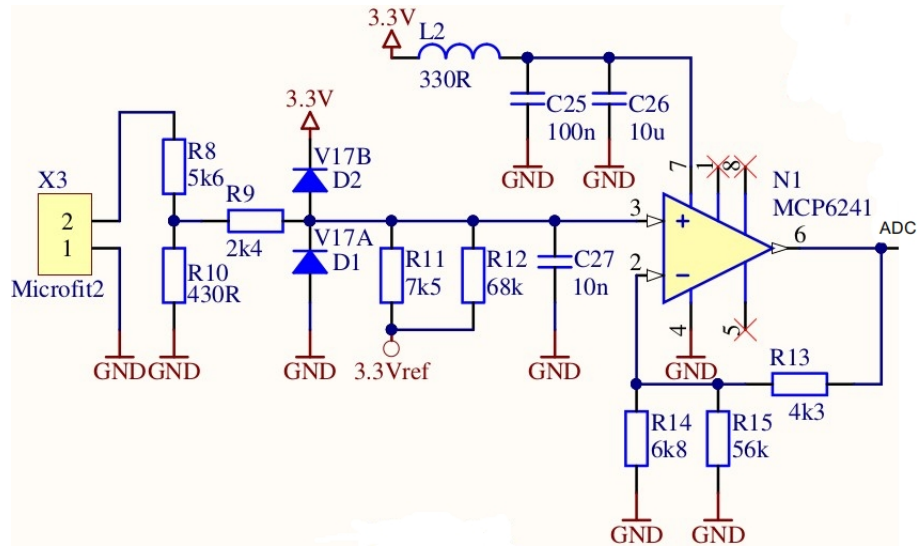 3.3V
L2
330R
C25
100n
C26
10u
GND
GND
3.3V
V17B
D2
R8
5k6
X3
2
1
Microfit2
R9
2k4
V17A
D1
R10
430R
R11
7k5
R12
68k
C27
10n
3
2
+
−
7
1
8
N1
MCP6241
6
ADC
4
5
GND
GND
GND
3.3Vref
GND
GND
R13
4k3
R14
6k8
R15
56k
GND
GND